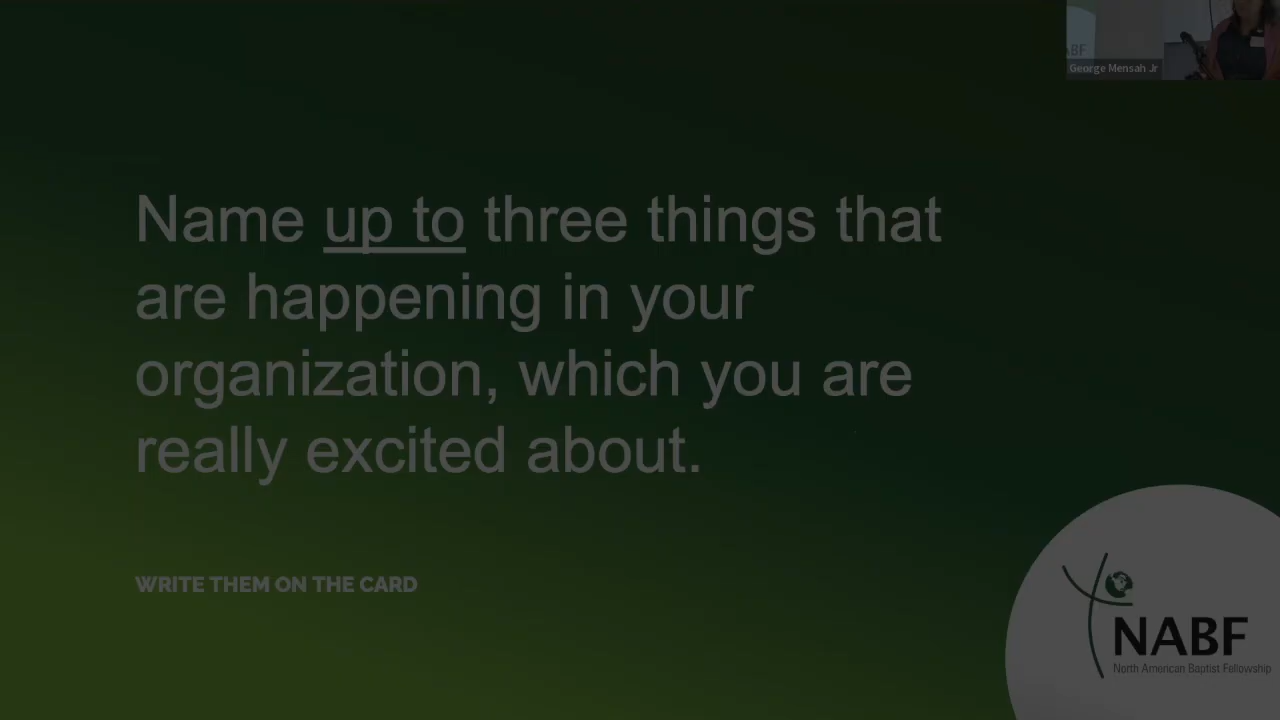 BF
George Mensah Jr
Name up to three things that
are happening in your
organization, which you are
really excited about.
WRITE THEM ON THE CARD
NABF
North American Baptist Fellowship